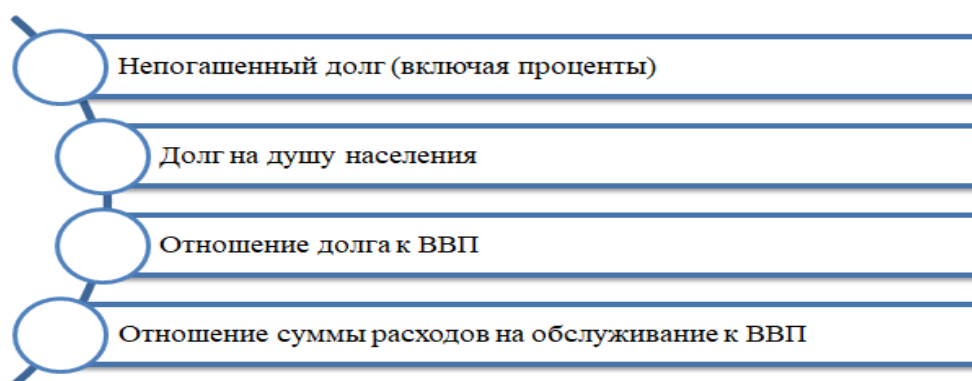 Непогашенный долг (включая проценты)
Долг на душу населения
Отношение долга к ВВП
Отношение суммы расходов на обслуживание к ВВП